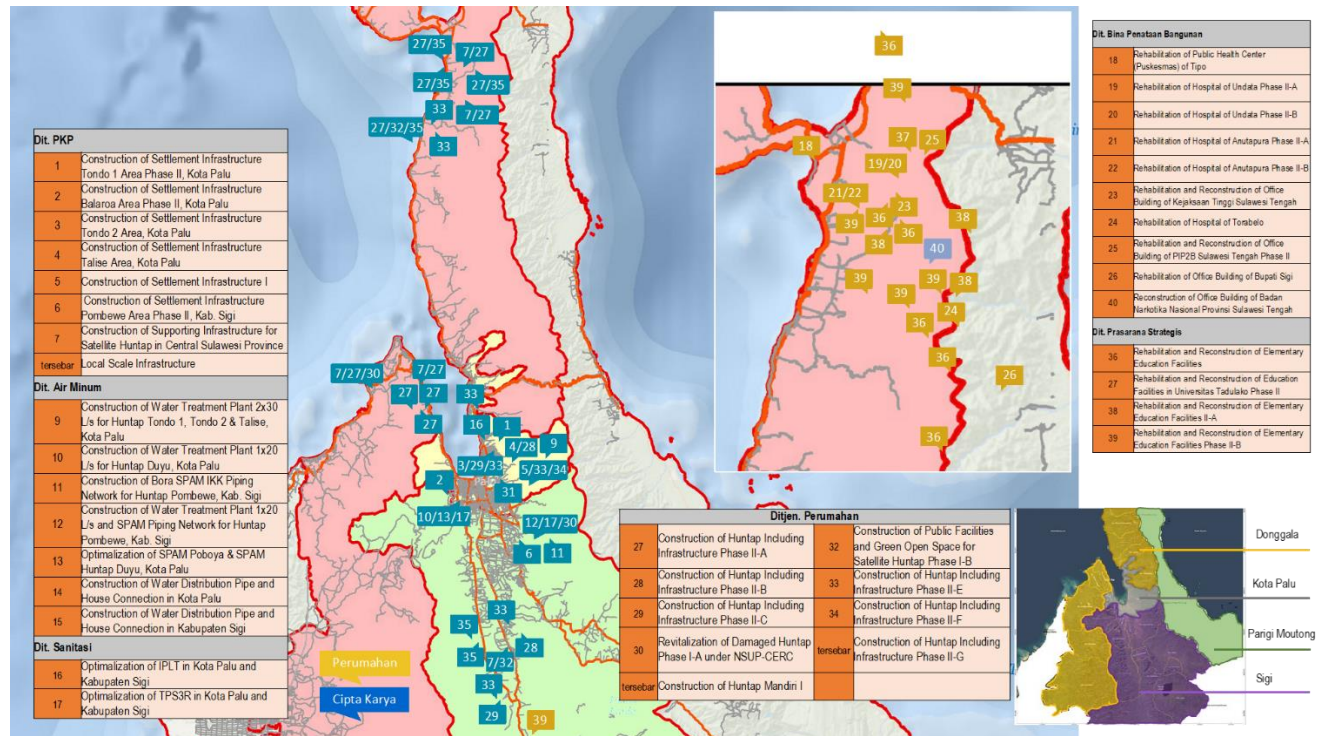 Dit. PKP
1
Construction of Settlement Infrastructure
Tondo 1 Area Phase II, Kota Palu
2
Construction of Settlement Infrastructure
Balaroa Area Phase II, Kota Palu
3
Construction of Settlement Infrastructure
Tondo 2 Area, Kota Palu
4
Construction of Settlement Infrastructure
Talise Area, Kota Palu
5
Construction of Settlement Infrastructure I
6
Construction of Settlement Infrastructure
Pombewe Area Phase II, Kab. Sigi
7
Construction of Supporting Infrastructure for
Satellite Huntap in Central Sulawesi Province
tersebar
Local Scale Infrastructure
Dit. Air Minum
9
Construction of Water Treatment Plant 2x30
L/s for Huntap Tondo 1, Tondo 2 & Talise,
Kota Palu
10
Construction of Water Treatment Plant 1x20
L/s for Huntap Duyu, Kota Palu
11
Construction of Bora SPAM IKK Piping
Network for Huntap Pombewe, Kab. Sigi
12
Construction of Water Treatment Plant 1x20
L/s and SPAM Piping Network for Huntap
Pombewe, Kab. Sigi
13
Optimalization of SPAM Poboya & SPAM
Huntap Duyu, Kota Palu
14
Construction of Water Distribution Pipe and
House Connection in Kota Palu
15
Construction of Water Distribution Pipe and
House Connection in Kabupaten Sigi
Dit. Sanitasi
16
Optimalization of IPLT in Kota Palu and
Kabupaten Sigi
17
Optimalization of TPS3R in Kota Palu and
Kabupaten Sigi
27/35
7/27
27/35
27/35
33
7/27
27/32/35
33
7/27/30
7/27
27
27
33
27
16
1
4/28
9
3/29/33
5/33/34
2
31
10/13/17
12/17/30
6
11
33
35
35
28
7/32
33
29
39
Perumahan
Cipta Karya
36
39
37
25
18
19/20
21/22
23
36
39
38
36
38
40
39
39
39
38
24
36
36
26
36
Dit. Bina Penataan Bangunan
18
Rehabilitation of Public Health Center
(Puskesmas) of Tipo
19
Rehabilitation of Hospital of Undata Phase II-A
20
Rehabilitation of Hospital of Undata Phase II-B
21
Rehabilitation of Hospital of Anutapura Phase II-A
22
Rehabilitation of Hospital of Anutapura Phase II-B
23
Rehabilitation and Reconstruction of Office
Building of Kejaksaan Tinggi Sulawesi Tengah
24
Rehabilitation of Hospital of Torabelo
25
Rehabilitation and Reconstruction of Office
Building of PIP2B Sulawesi Tengah Phase II
26
Rehabilitation of Office Building of Bupati Sigi
40
Reconstruction of Office Building of Badan
Narkotika Nasional Provinsi Sulawesi Tengah
Dit. Prasarana Strategis
36
Rehabilitation and Reconstruction of Elementary
Education Facilities
27
Rehabilitation and Reconstruction of Education
Facilities in Universitas Tadulako Phase II
38
Rehabilitation and Reconstruction of Elementary
Education Facilities II-A
39
Rehabilitation and Reconstruction of Elementary
Education Facilities Phase II-B
Ditjen. Perumahan
27
Construction of Huntap Including
Infrastructure Phase II-A
32
Construction of Public Facilities
and Green Open Space for
Satellite Huntap Phase I-B
28
Construction of Huntap Including
Infrastructure Phase II-B
33
Construction of Huntap Including
Infrastructure Phase II-E
29
Construction of Huntap Including
Infrastructure Phase II-C
34
Construction of Huntap Including
Infrastructure Phase II-F
30
Revitalization of Damaged Huntap
Phase I-A under NSUP-CERC
tersebar
Construction of Huntap Including
Infrastructure Phase II-G
tersebar
Construction of Huntap Mandiri I
Donggala
Kota Palu
Parigi Moutong
Sigi